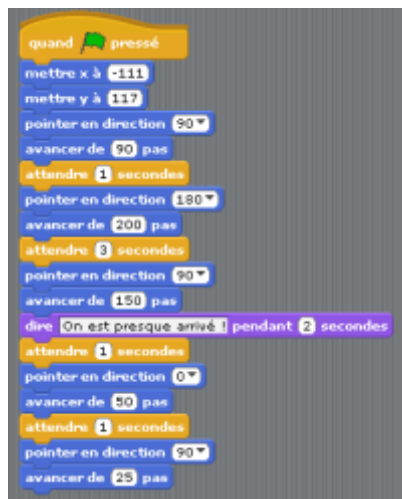 quand pressé
mettre x à -111
mettre y à 117
pointer en direction 90
avancer de 90 pas
attendre 1 secondes
pointer en direction 180
avancer de 200 pas
attendre 3 secondes
pointer en direction 90
avancer de 150 pas
dire On est presque arrivé ! pendant 2 secondes
attendre 1 secondes
pointer en direction 0
avancer de 50 pas
attendre 1 secondes
pointer en direction 90
avancer de 25 pas